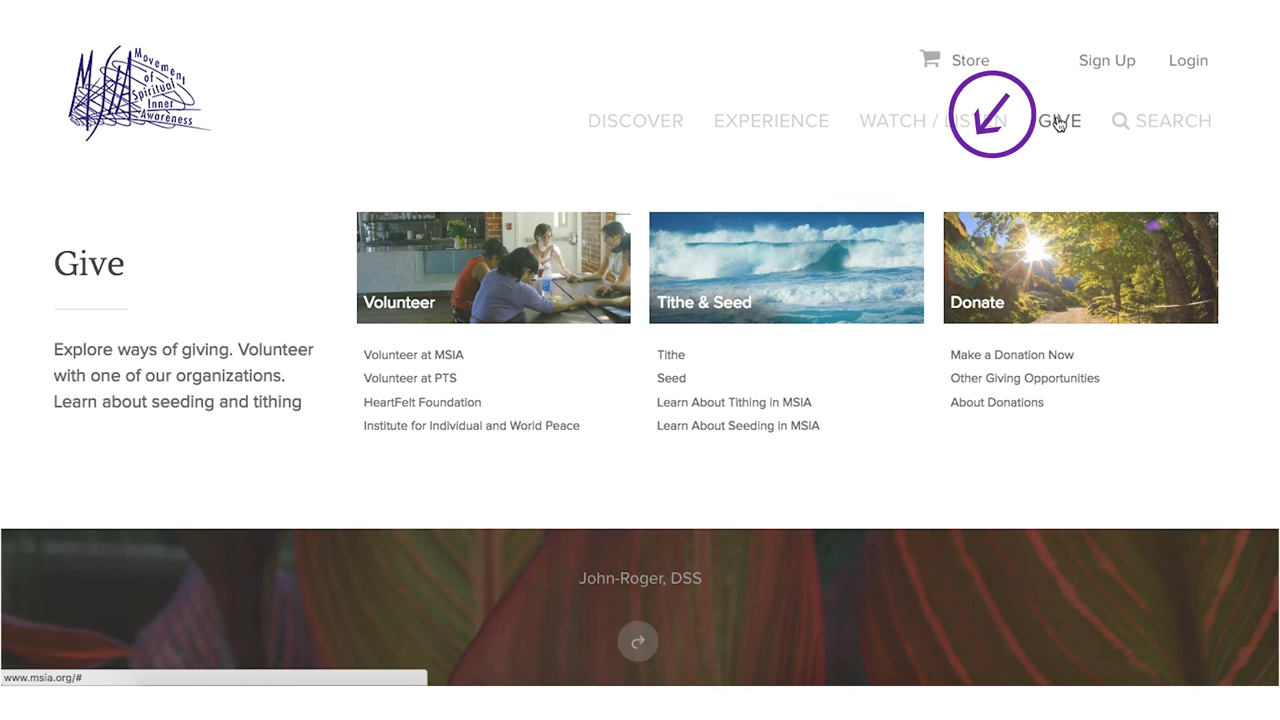 Movement
of
Spiritual
Inner
Awareness
Store
Sign Up
Login
DISCOVER
EXPERIENCE
WATCH / LISTEN
GIVE
SEARCH
Give
Explore ways of giving. Volunteer
with one of our organizations.
Learn about seeding and tithing
Volunteer
Volunteer at MSIA
Volunteer at PTS
HeartFelt Foundation
Institute for Individual and World Peace
Tithe & Seed
Tithe
Seed
Learn About Tithing in MSIA
Learn About Seeding in MSIA
Donate
Make a Donation Now
Other Giving Opportunities
About Donations
John-Roger, DSS
www.msia.org/#